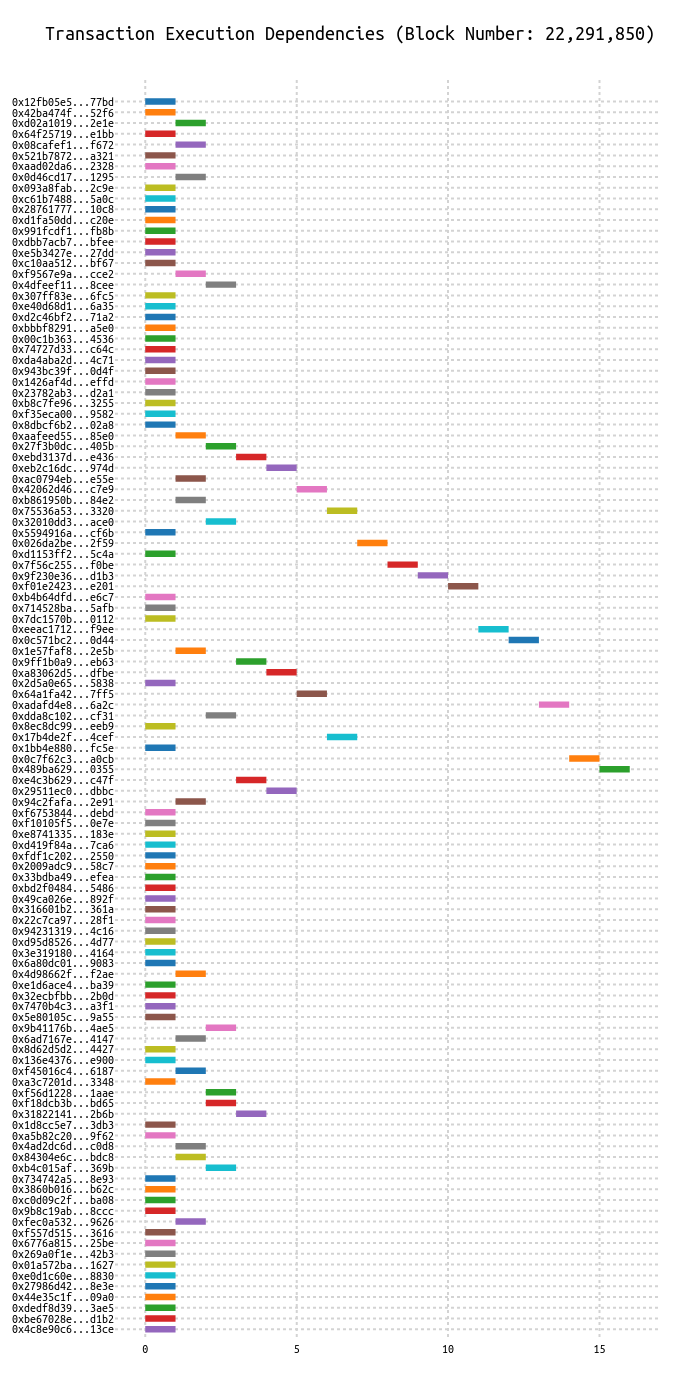 Transaction Execution Dependencies (Block Number: 22,291,850)
0x12fb05e5...77bd
0x42ba474f...52f6
0xd02a1019...2e1e
0x64f25719...e1bb
0x08cafef1...f672
0x521b7872...a321
0xaad02da6...2328
0x0d46cd17...1295
0x093a8fab...2c9e
0xc61b7488...5a0c
0x28761777...10c8
0xd1fa50dd...c20e
0x991fcdf1...fb8b
0xdbb7acb7...bfee
0xe5b3427e...27dd
0xc10aa512...bf67
0xf9567e9a...cce2
0x4dfeef11...8cee
0x307ff83e...6fc5
0xe40d68d1...6a35
0xd2c46bf2...71a2
0xbbbf8291...a5e0
0x00c1b363...4536
0x74727d33...c64c
0xda4aba2d...4c71
0x943bc39f...0d4f
0x1426af4d...effd
0x23782ab3...d2a1
0xb8c7fe96...3255
0xf35eca00...9582
0x8dbcf6b2...02a8
0xaafeed55...85e0
0x27f3b0dc...405b
0xebd3137d...e436
0xeb2c16dc...974d
0xac0794eb...e55e
0x42062d46...c7e9
0xb861950b...84e2
0x75536a53...3320
0x32010dd3...ace0
0x5594916a...cf6b
0x026da2be...2f59
0xd1153ff2...5c4a
0x7f56c255...f0be
0x9f230e36...d1b3
0xf01e2423...e201
0xb4b64dfd...e6c7
0x714528ba...5afb
0x7dc1570b...0112
0xeeac1712...f9ee
0x0c571bc2...0d44
0x1e57faf8...2e5b
0x9ff1b0a9...eb63
0xa83062d5...dfbe
0x2d5a0e65...5838
0x64a1fa42...7ff5
0xadafd4e8...6a2c
0xdda8c102...cf31
0x8ec8dc99...eeb9
0x17b4de2f...4cef
0x1bb4e880...fc5e
0x0c7f62c3...a0cb
0x489ba629...0355
0xe4c3b629...c47f
0x29511ec0...dbbc
0x94c2fafa...2e91
0xf6753844...debd
0xf10105f5...0e7e
0xe8741335...183e
0xd419f84a...7ca6
0xfdf1c202...2550
0x2009adc9...58c7
0x33bdba49...efea
0xbd2f0484...5486
0x49ca026e...892f
0x316601b2...361a
0x22c7ca97...28f1
0x94231319...4c16
0xd95d8526...4d77
0x3e319180...4164
0x6a80dc01...9083
0x4d98662f...f2ae
0xe1d6ace4...ba39
0x32ecbfbb...2b0d
0x7470b4c3...a3f1
0x5e80105c...9a55
0x9b41176b...4ae5
0x6ad7167e...4147
0x8d62d5d2...4427
0x136e4376...e900
0xf45016c4...6187
0xa3c7201d...3348
0xf56d1228...1aae
0xf18dcb3b...bd65
0x31822141...2b6b
0x1d8cc5e7...3db3
0xa5b82c20...9f62
0x4ad2dc6d...c0d8
0x84304e6c...bdc8
0xb4c015af...369b
0x734742a5...8e93
0x3860b016...b62c
0xc0d09c2f...ba08
0x9b8c19ab...8ccc
0xfec0a532...9626
0xf557d515...3616
0x6776a815...25be
0x269a0f1e...42b3
0x01a572ba...1627
0xe0d1c60e...8830
0x27986d42...8e3e
0x44e35c1f...09a0
0xdedf8d39...3ae5
0xbe67028e...d1b2
0x4c8e90c6...13ce
0 5 10 15